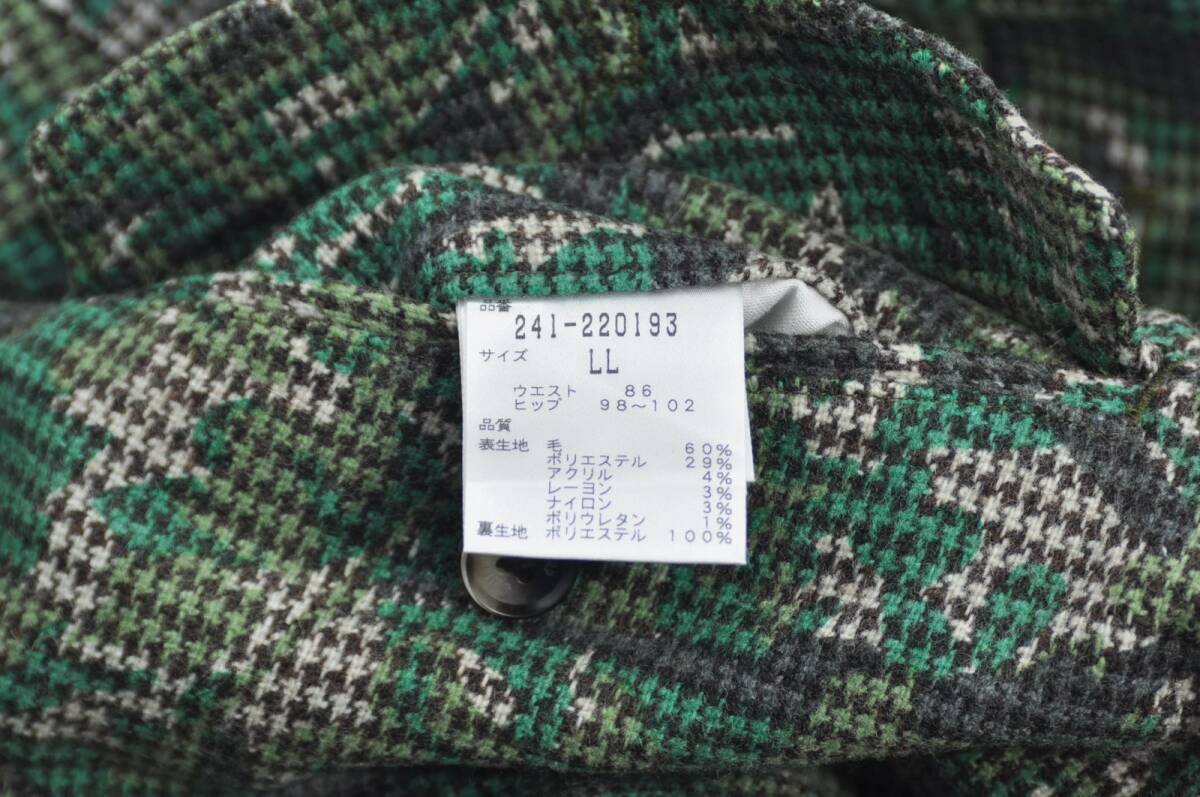 品番
241-220193
サイズ LL
ウエスト 86
ヒップ 98～102
品質
表生地 毛 60%
ポリエステル 29%
アクリル 4%
レーヨン 3%
ナイロン 3%
ポリウレタン 1%
裏生地 ポリエステル 100%